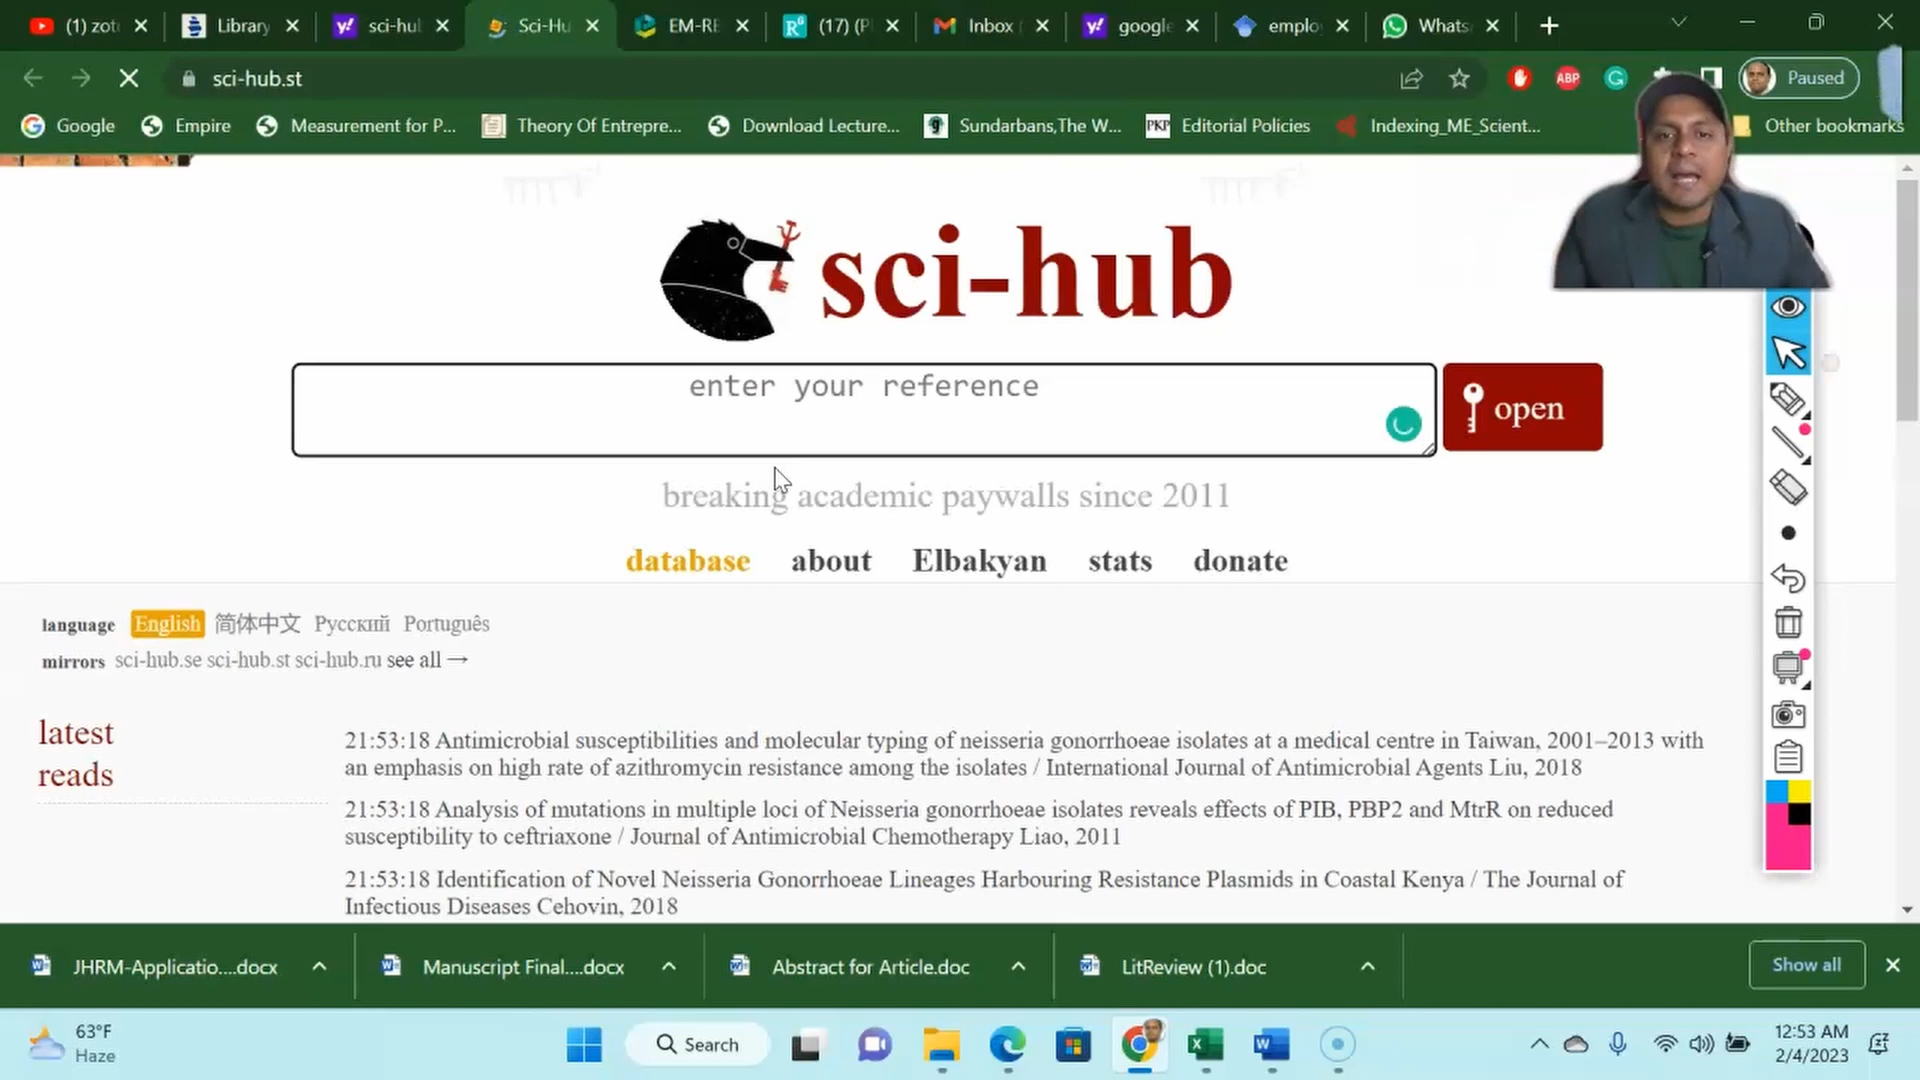 (1) zot
Library
sci-hul
Sci-Hu
EM-RE
(17) (P
Inbox
google
emplo
Whats
sci-hub.st
ABP
Paused
Google
Empire
Measurement for P...
Theory Of Entrepre...
Download Lecture...
Sundarbans,The W...
PKP
Editorial Policies
Indexing_ME_Scient...
Other bookmarks
sci-hub
enter your reference
open
breaking academic paywalls since 2011
database about Elbakyan stats donate
language English 简体中文 Русский Português
mirrors sci-hub.se sci-hub.st sci-hub.ru see all →
latest
reads
21:53:18 Antimicrobial susceptibilities and molecular typing of neisseria gonorrhoeae isolates at a medical centre in Taiwan, 2001–2013 with
an emphasis on high rate of azithromycin resistance among the isolates / International Journal of Antimicrobial Agents Liu, 2018
21:53:18 Analysis of mutations in multiple loci of Neisseria gonorrhoeae isolates reveals effects of PIB, PBP2 and MtrR on reduced
susceptibility to ceftriaxone / Journal of Antimicrobial Chemotherapy Liao, 2011
21:53:18 Identification of Novel Neisseria Gonorrhoeae Lineages Harbouring Resistance Plasmids in Coastal Kenya / The Journal of
Infectious Diseases Cehovin, 2018
JHRM-Applicatio....docx
Manuscript Final....docx
Abstract for Article.doc
LitReview (1).doc
Show all
63°F
Haze
Search
12:53 AM
2/4/2023